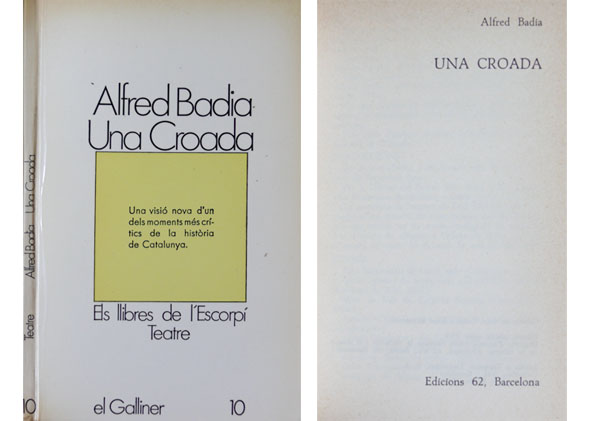 Teatre Alfred Badia Una Croada
10
Alfred Badia
Una Croada
Una visió nova d'un
dels moments més crí-
tics de la història
de Catalunya.
Els llibres de l'Escorpí
Teatre
el Galliner 10
Alfred Badia
UNA CROADA
Edicions 62, Barcelona